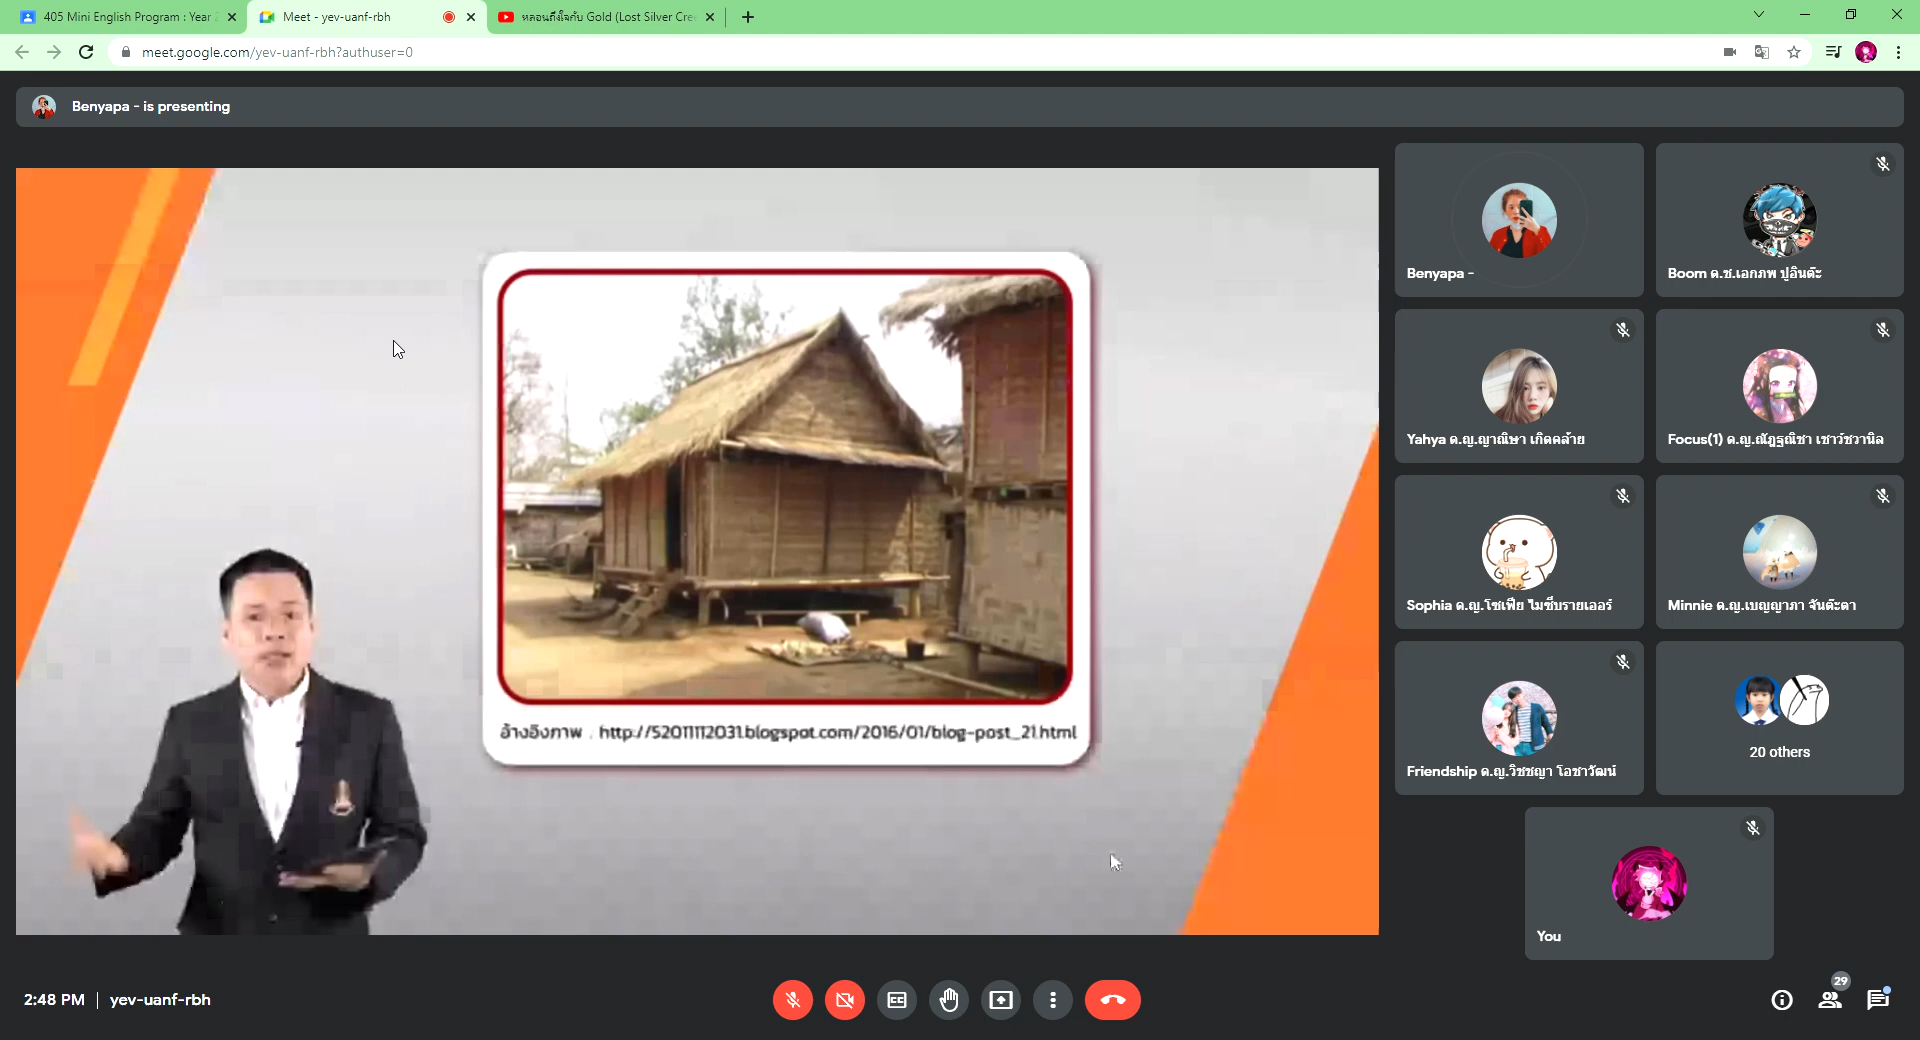 405 Mini English Program : Year
Meet - yev-uanf-rbh
หลอนถึงใจกับ Gold (Lost Silver Cre
meet.google.com/yev-uanf-rbh?authuser=0
Benyapa - is presenting
Benyapa -
Boom ด.ช.เอกภพ ปูอินต๊ะ
Yahya ด.ญ.ญาณิษา เกิดคล้าย
Focus(1) ด.ญ.ณัฏฐณิชา เชาว์ชวานิล
Sophia ด.ญ.โซเฟีย ไมซึ็บรายเออร์
Minnie ด.ญ.เบญญาภา จันต๊ะตา
Friendship ด.ญ.วิชชญา โอชาวัฒน์
20 others
You
อ้างอิงภาพ : http://52011112031.blogspot.com/2016/01/blog-post_21.html
2:48 PM | yev-uanf-rbh
29